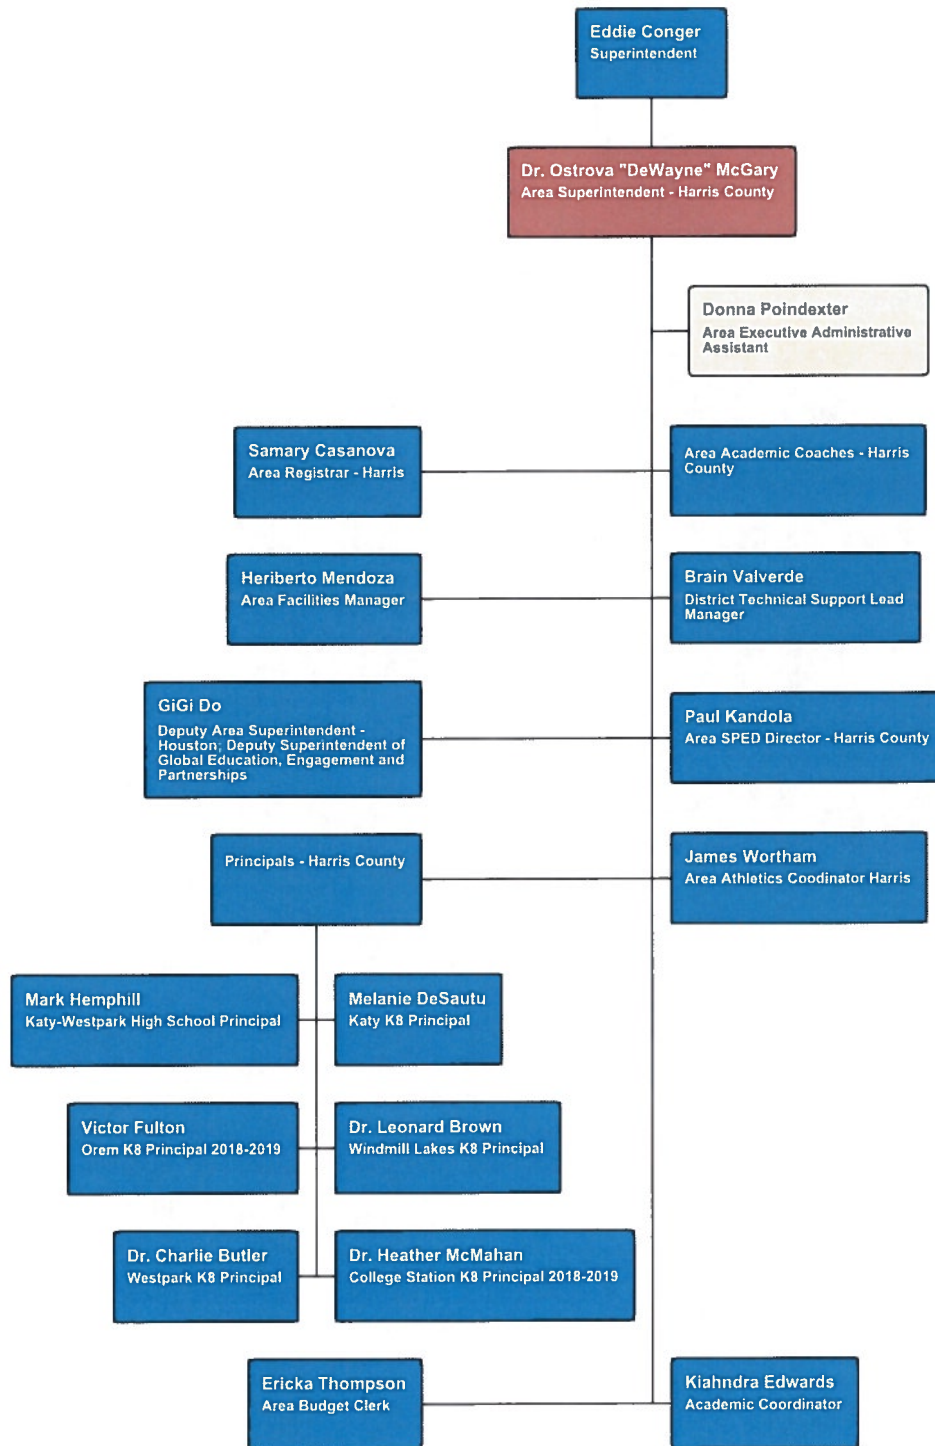 Eddie Conger
Superintendent
Dr. Ostrova "DeWayne" McGary
Area Superintendent - Harris County
Donna Poindexter
Area Executive Administrative
Assistant
Samary Casanova
Area Registrar - Harris
Area Academic Coaches - Harris
County
Heriberto Mendoza
Area Facilities Manager
Brain Valverde
District Technical Support Lead
Manager
GiGi Do
Deputy Area Superintendent -
Houston; Deputy Superintendent of
Global Education, Engagement and
Partnerships
Paul Kandola
Area SPED Director - Harris County
Principals - Harris County
James Wortham
Area Athletics Coodinator Harris
Mark Hemphill
Katy-Westpark High School Principal
Melanie DeSautu
Katy K8 Principal
Victor Fulton
Orem K8 Principal 2018-2019
Dr. Leonard Brown
Windmill Lakes K8 Principal
Dr. Charlie Butler
Westpark K8 Principal
Dr. Heather McMahan
College Station K8 Principal 2018-2019
Ericka Thompson
Area Budget Clerk
Kiahndra Edwards
Academic Coordinator